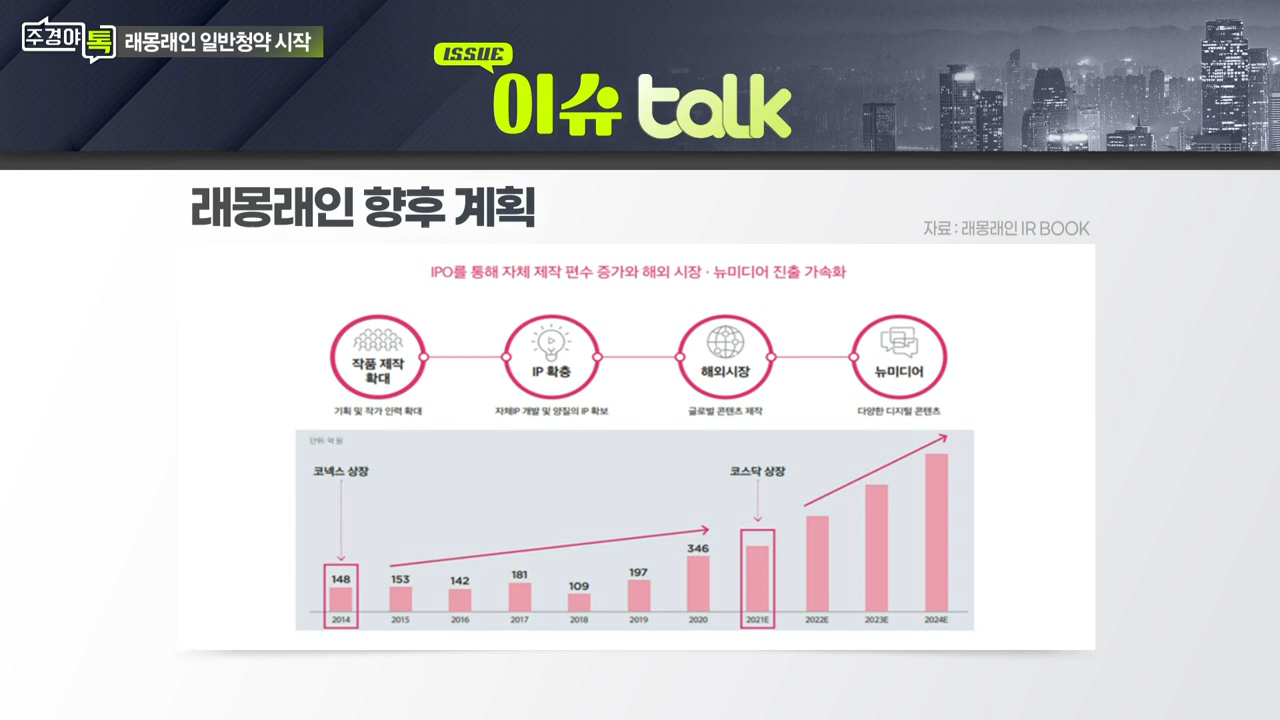 주경야톡 래몽래인 일반청약 시작
ISSUE
이슈 talk
래몽래인 향후 계획
자료 : 래몽래인 IR BOOK
IPO를 통해 자체 제작 편수 증가와 해외 시장 · 뉴미디어 진출 가속화
작품 제작
확대
IP 확충
해외시장
뉴미디어
기획 및 작가 인력 확대
자체IP 개발 및 양질의 IP 확보
글로벌 콘텐츠 제작
다양한 디지털 콘텐츠
단위: 억 원
코넥스 상장
코스닥 상장
148 153 142 181 109 197 346
2014 2015 2016 2017 2018 2019 2020 2021E 2022E 2023E 2024E